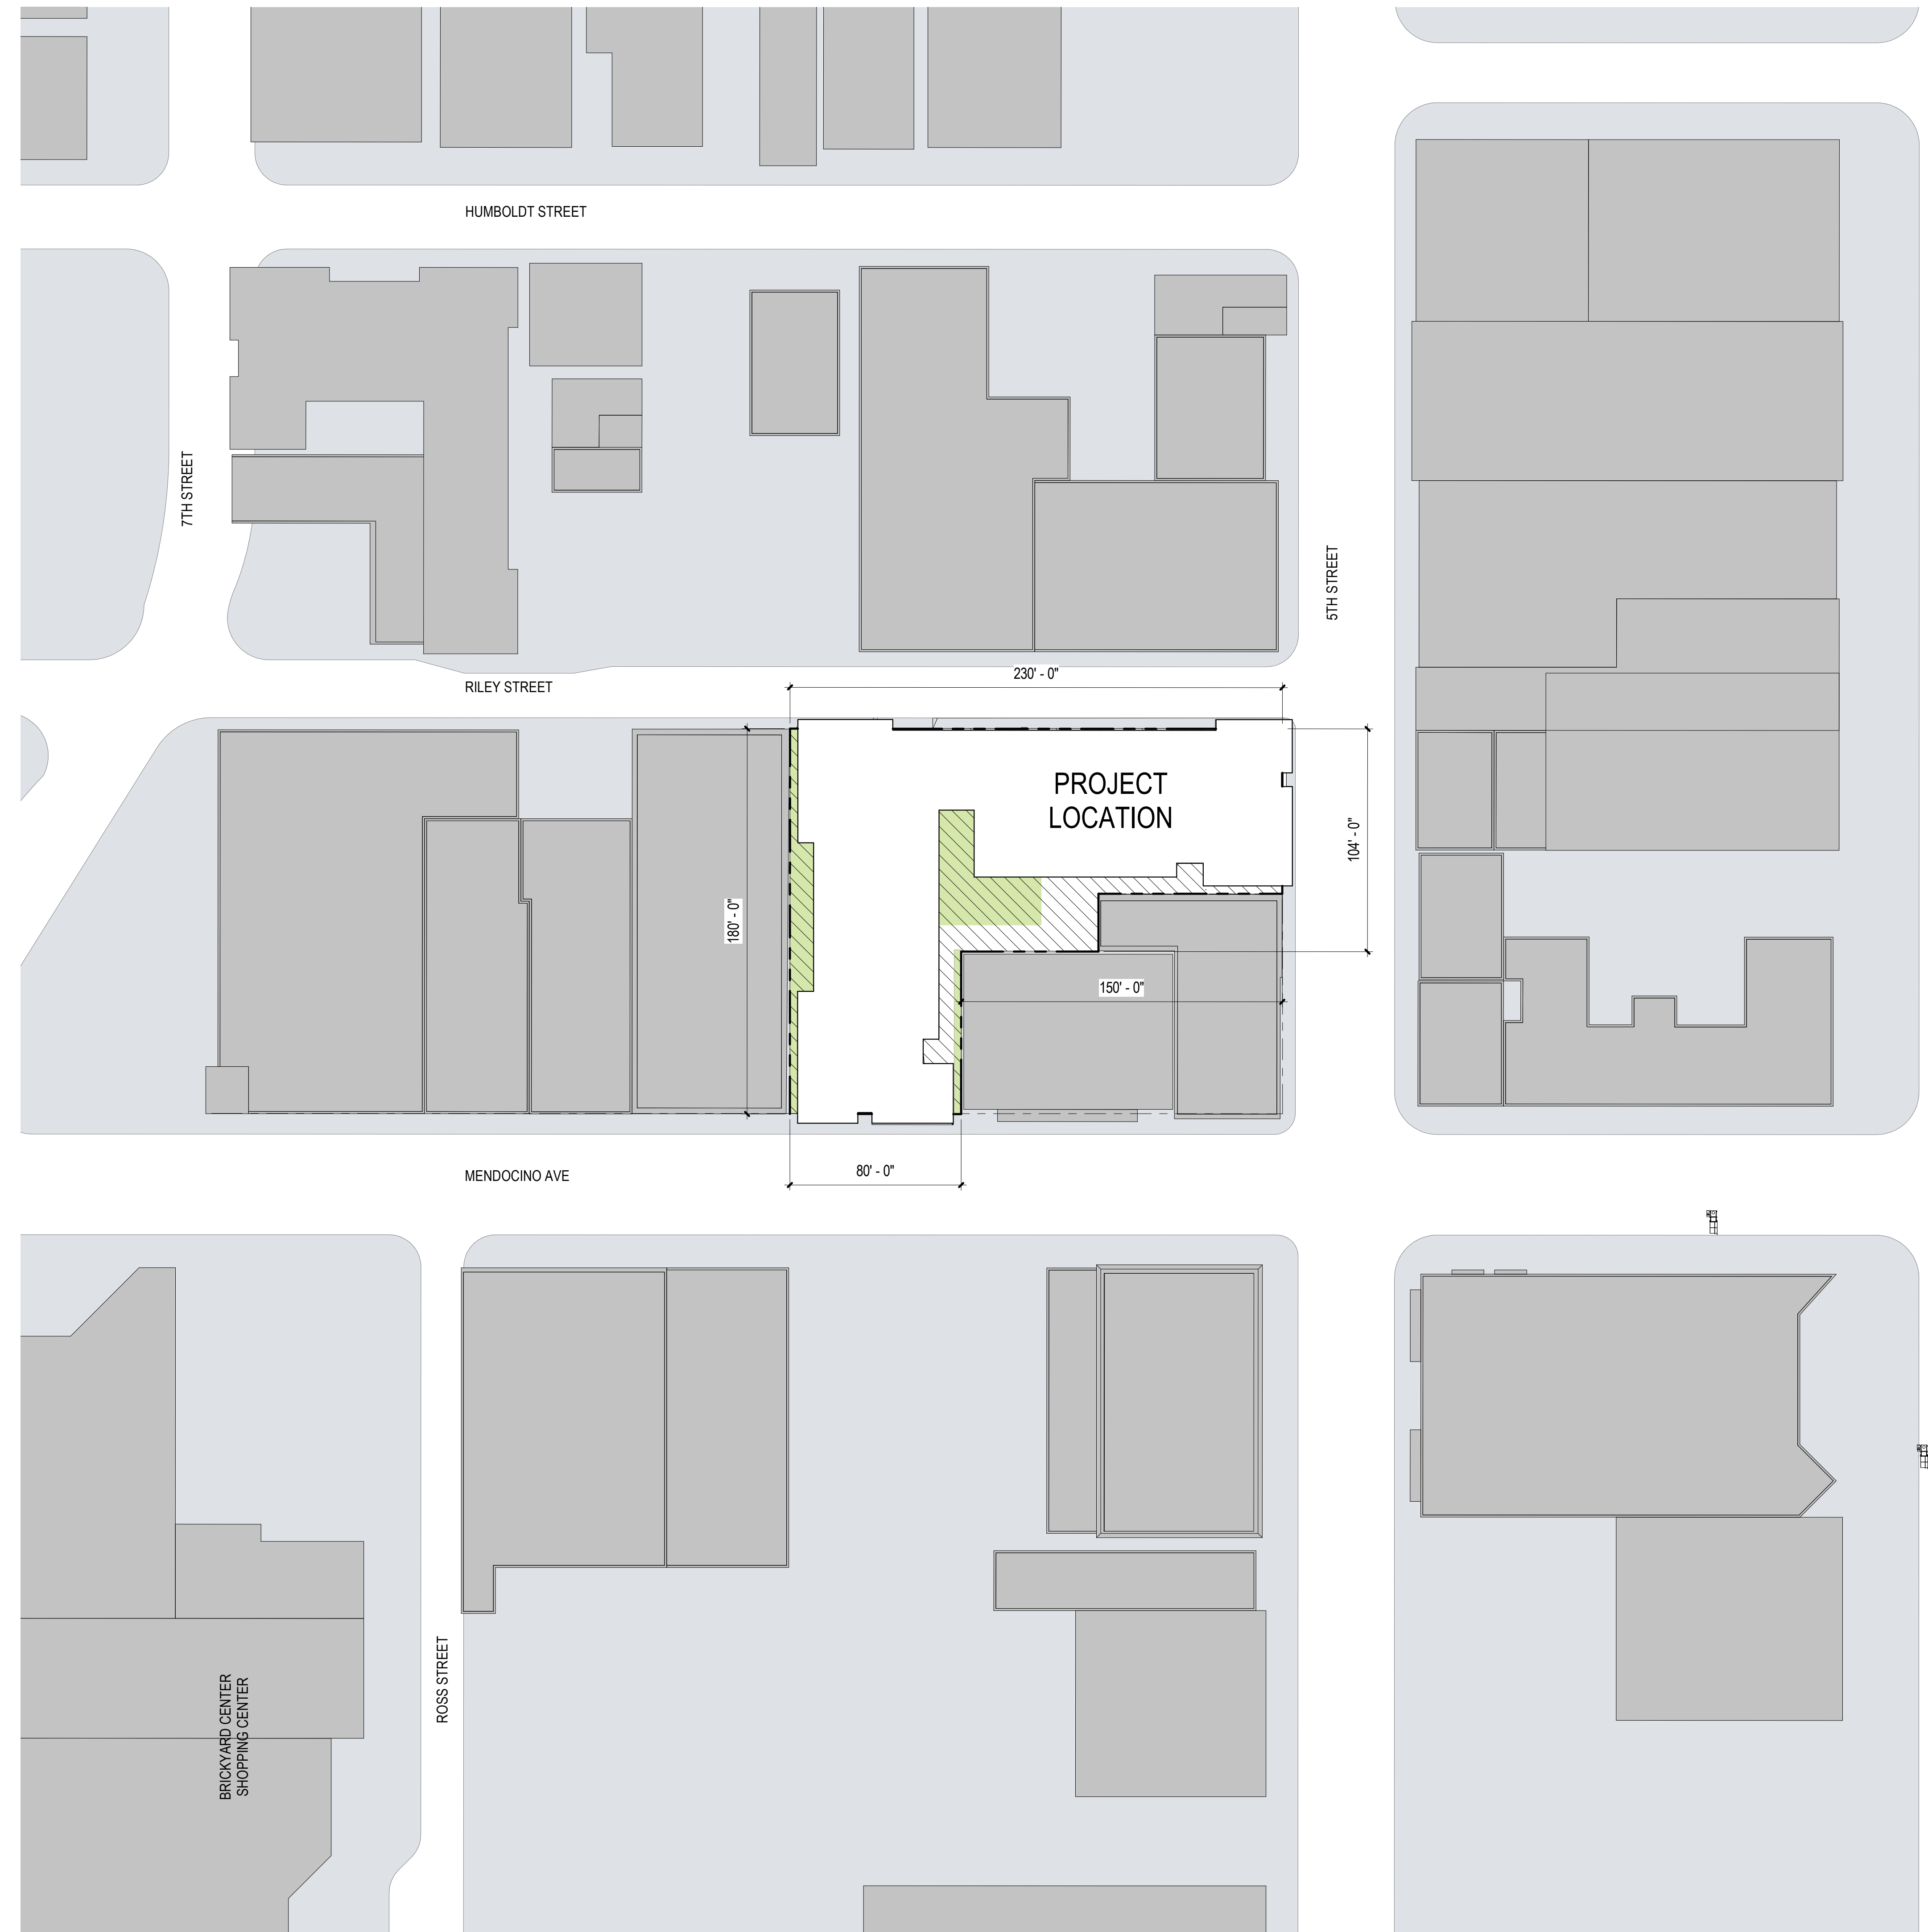 HUMBOLDT STREET
7TH STREET
5TH STREET
RILEY STREET
230' - 0"
PROJECT
LOCATION
104' - 0"
180' - 0"
150' - 0"
80' - 0"
MENDOCINO AVE
ROSS STREET
BRICKYARD CENTER
SHOPPING CENTER